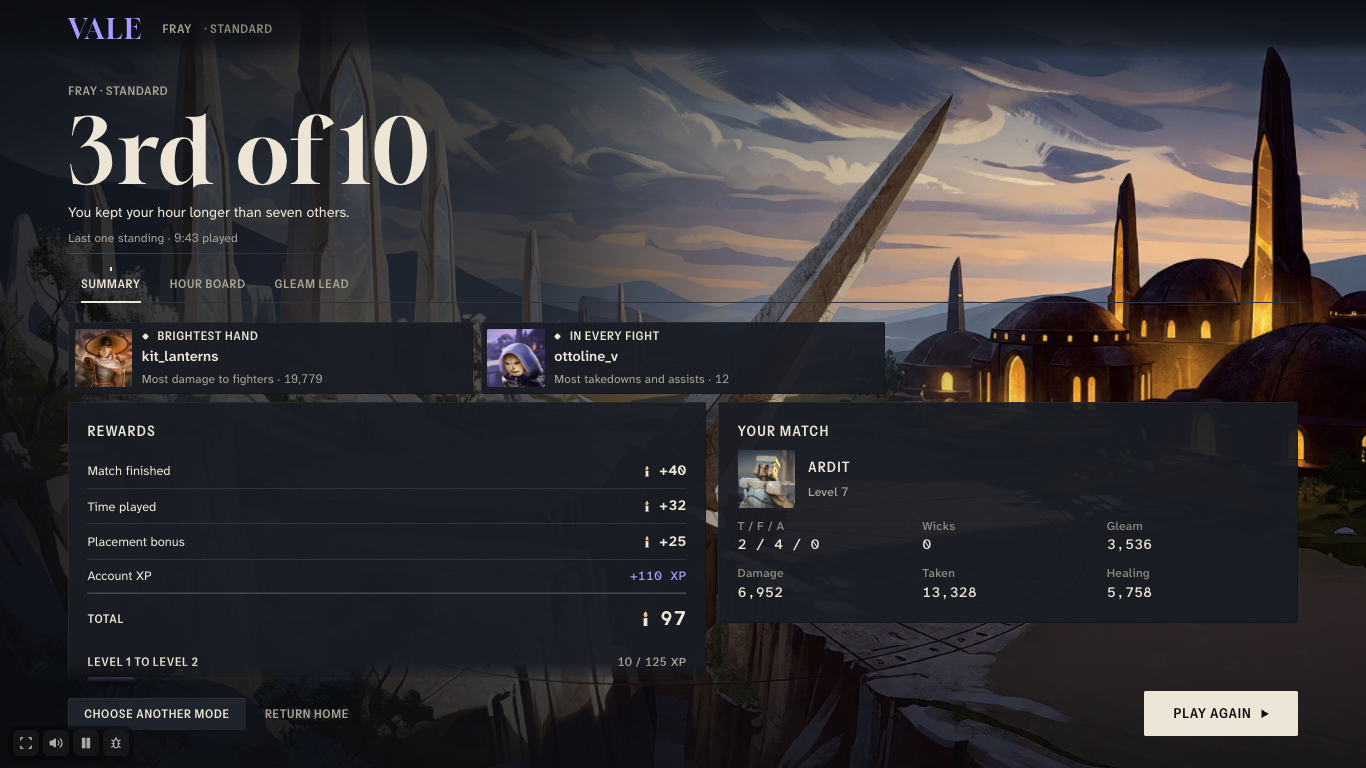 VALE FRAY · STANDARD
FRAY · STANDARD
3rd of 10
You kept your hour longer than seven others.
Last one standing · 9:43 played
SUMMARY HOUR BOARD GLEAM LEAD
BRIGHTEST HAND
kit_lanterns
Most damage to fighters · 19,779
IN EVERY FIGHT
ottoline_v
Most takedowns and assists · 12
REWARDS
Match finished +40
Time played +32
Placement bonus +25
Account XP +110 XP
TOTAL 97
LEVEL 1 TO LEVEL 2 10 / 125 XP
YOUR MATCH
ARDIT
Level 7
T / F / A Wicks Gleam
2 / 4 / 0 0 3,536
Damage Taken Healing
6,952 13,328 5,758
CHOOSE ANOTHER MODE RETURN HOME PLAY AGAIN